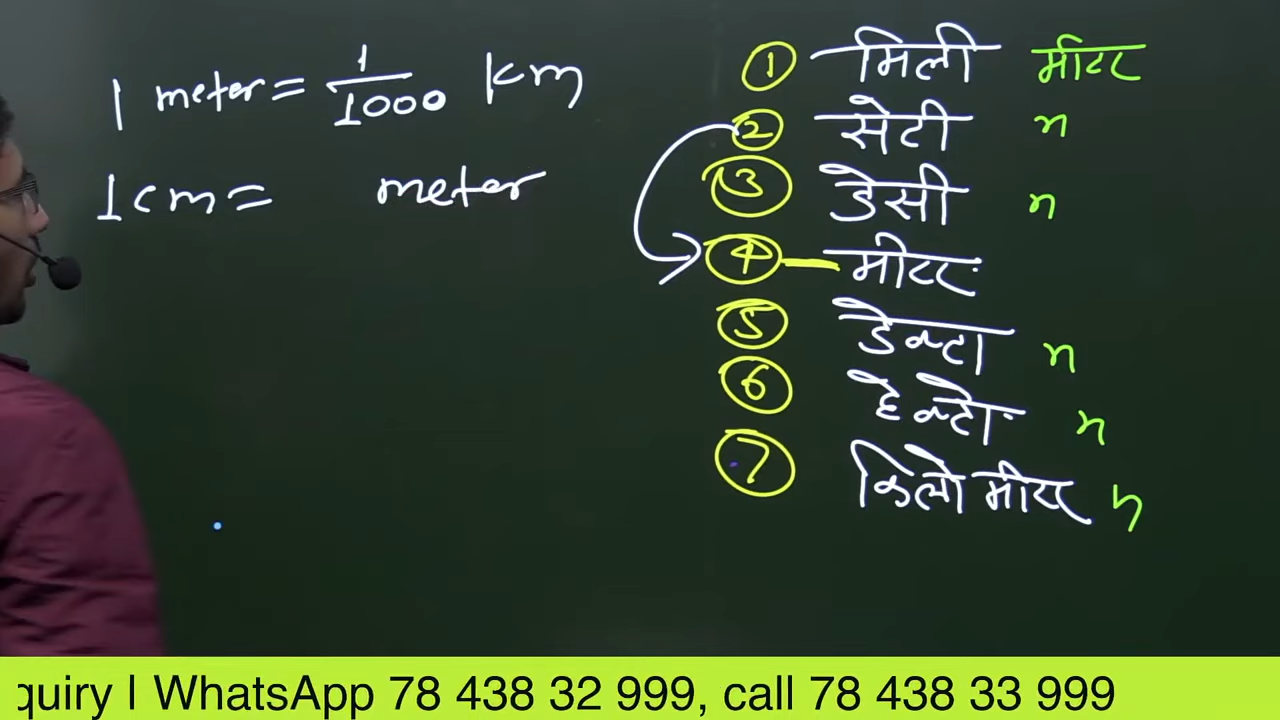 1 meter = 1/1000 km
1 cm = meter
① मिली मीटर
② सेटी "
③ डेसी "
④ – मीटर
⑤ डेक्टा "
⑥ हेक्टो "
⑦ किलो मीटर "
quiry I WhatsApp 78 438 32 999, call 78 438 33 999